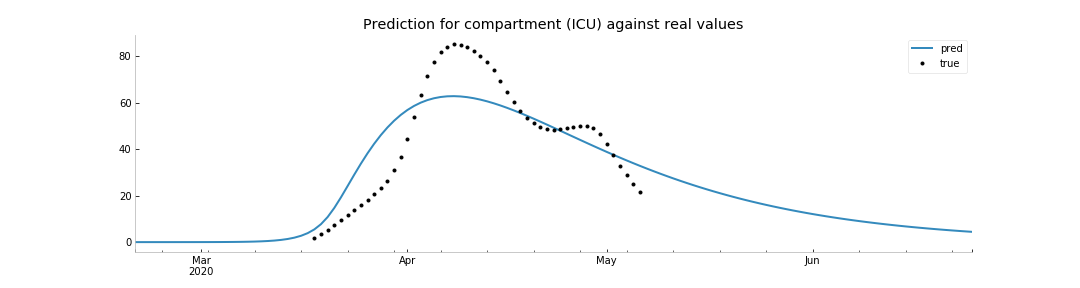 Prediction for compartment (ICU) against real values
pred
true
80
60
40
20
0
Mar
2020
Apr
May
Jun